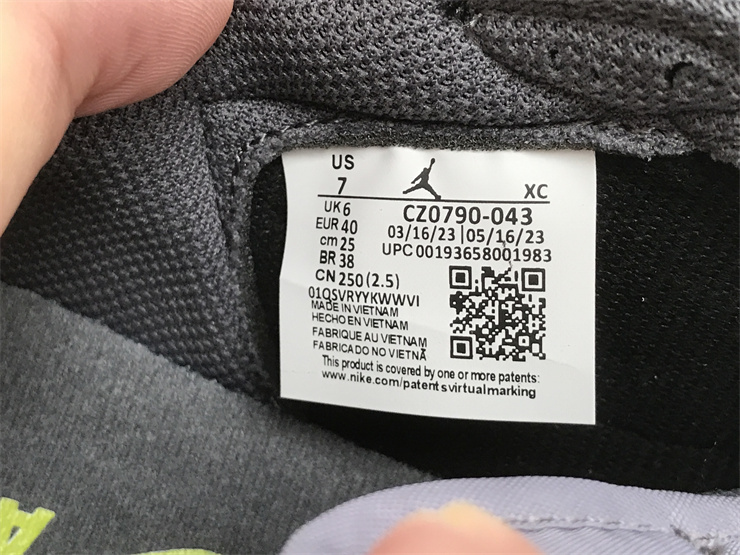 US
7 XC
UK 6 CZ0790-043
EUR 40 03/16/23 | 05/16/23
cm 25 UPC 00193658001983
BR 38
CN 250 (2.5)
01QSVRYYKWWVI
MADE IN VIETNAM
HECHO EN VIETNAM
FABRIQUE AU VIETNAM
FABRICADO NO VIETNÃ
This product is covered by one or more patents:
www.nike.com/patentsvirtualmarking